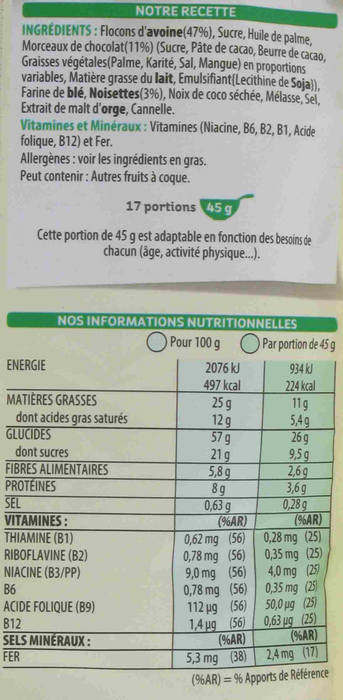 NOTRE RECETTE
INGRÉDIENTS : Flocons d'avoine(47%), Sucre, Huile de palme,
Morceaux de chocolat(11%) (Sucre, Pâte de cacao, Beurre de cacao,
Graisses végétales(Palme, Karité, Sal, Mangue) en proportions
variables, Matière grasse du lait, Emulsifiant(Lecithine de Soja)),
Farine de blé, Noisettes(3%), Noix de coco séchée, Mélasse, Sel,
Extrait de malt d'orge, Cannelle.
Vitamines et Minéraux : Vitamines (Niacine, B6, B2, B1, Acide
folique, B12) et Fer.
Allergènes : voir les ingrédients en gras.
Peut contenir : Autres fruits à coque.
17 portions 45 g
Cette portion de 45 g est adaptable en fonction des besoins de
chacun (âge, activité physique...).
NOS INFORMATIONS NUTRITIONNELLES
Pour 100 g Par portion de 45 g
ENERGIE 2076 kJ 934 kJ
497 kcal 224 kcal
MATIÈRES GRASSES 25 g 11 g
dont acides gras saturés 12 g 5,4 g
GLUCIDES 57 g 26 g
dont sucres 21 g 9,5 g
FIBRES ALIMENTAIRES 5,8 g 2,6 g
PROTÉINES 8 g 3,6 g
SEL 0,63 g 0,28 g
VITAMINES : (%AR) (%AR)
THIAMINE (B1) 0,62 mg (56) 0,28 mg (25)
RIBOFLAVINE (B2) 0,78 mg (56) 0,35 mg (25)
NIACINE (B3/PP) 9,0 mg (56) 4,0 mg (25)
B6 0,78 mg (56) 0,35 mg (25)
ACIDE FOLIQUE (B9) 112 µg (56) 50,0 µg (25)
B12 1,4 µg (56) 0,63 µg (25)
SELS MINÉRAUX : (%AR) (%AR)
FER 5,3 mg (38) 2,4 mg (17)
(%AR) = % Apports de Référence